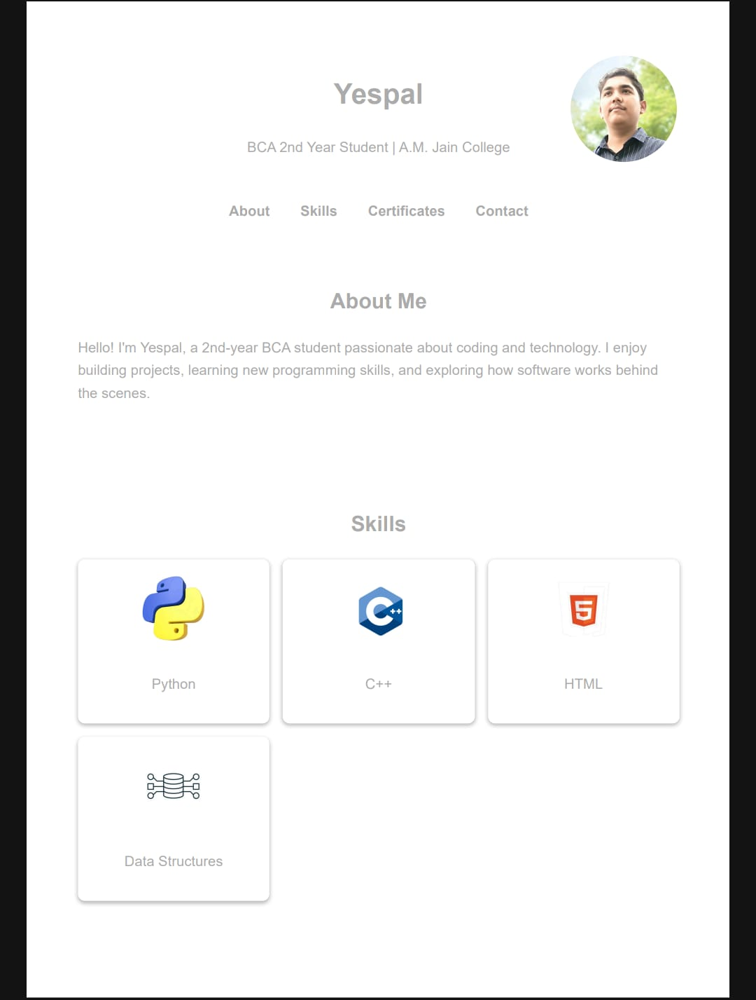 Yespal
BCA 2nd Year Student | A.M. Jain College
About Skills Certificates Contact
About Me
Hello! I'm Yespal, a 2nd-year BCA student passionate about coding and technology. I enjoy
building projects, learning new programming skills, and exploring how software works behind
the scenes.
Skills
C++
5
Python C++ HTML
Data Structures